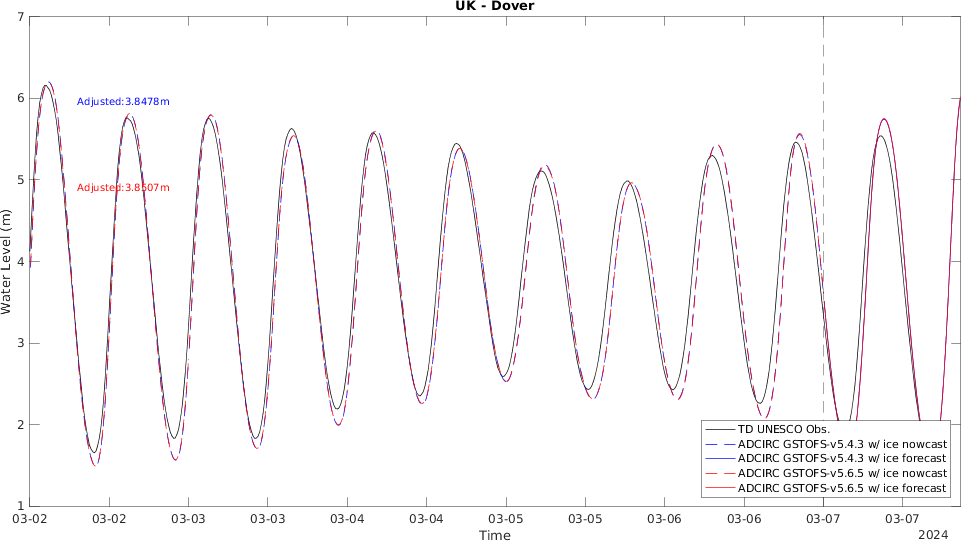 UK - Dover
7
6
5
4
3
2
1
Water Level (m)
Adjusted:3.8478m
Adjusted:3.8507m
TD UNESCO Obs.
ADCIRC GSTOFS-v5.4.3 w/ ice nowcast
ADCIRC GSTOFS-v5.4.3 w/ ice forecast
ADCIRC GSTOFS-v5.6.5 w/ ice nowcast
ADCIRC GSTOFS-v5.6.5 w/ ice forecast
03-02 03-02 03-03 03-03 03-04 03-04 03-05 03-05 03-06 03-06 03-07 03-07
Time
2024